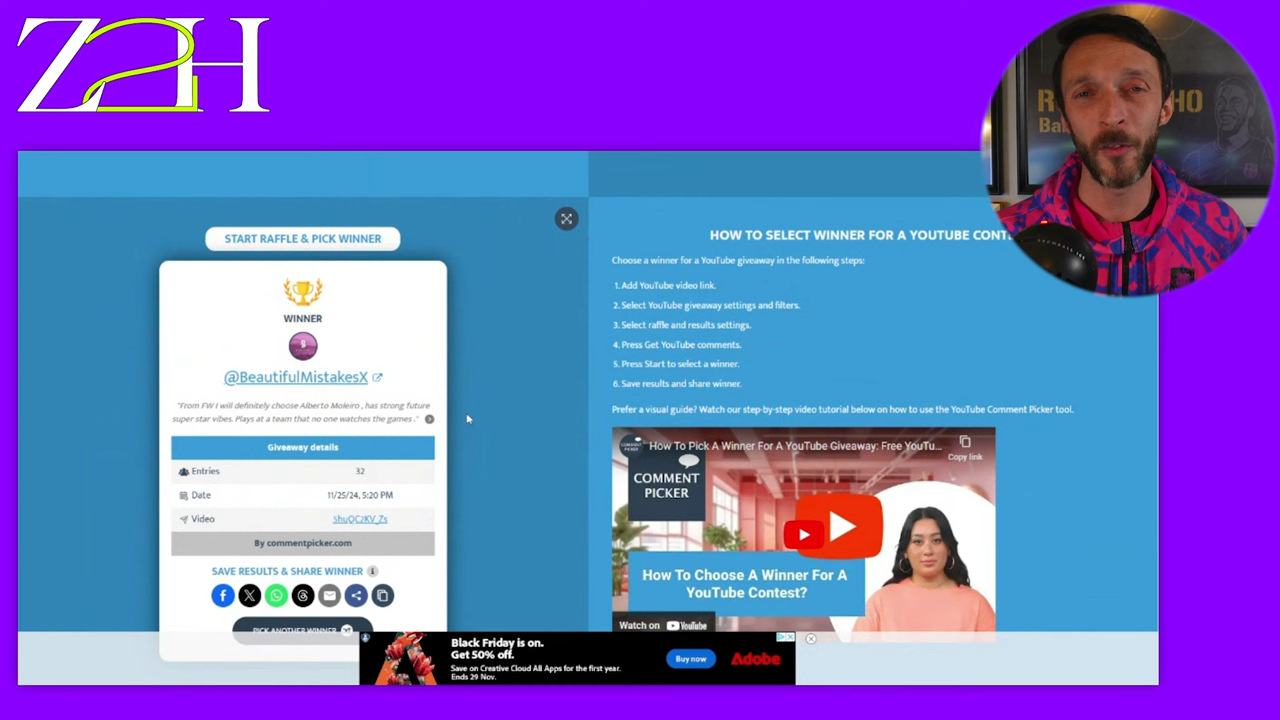 Z2H
START RAFFLE & PICK WINNER
WINNER
@BeautifulMistakesX
"From FW I will definitely choose Alberto Moleiro , has strong future
super star vibes. Plays at a team that no one watches the games ."
Giveaway details
Entries 32
Date 11/25/24, 5:20 PM
Video
By commentpicker.com
SAVE RESULTS & SHARE WINNER
PICK ANOTHER WINNER
HOW TO SELECT WINNER FOR A YOUTUBE
Choose a winner for a YouTube giveaway in the following steps:
1. Add YouTube video link.
2. Select YouTube giveaway settings and filters.
3. Select raffle and results settings.
4. Press Get YouTube comments.
5. Press Start to select a winner.
6. Save results and share winner.
Prefer a visual guide? Watch our step-by-step video tutorial below on how to use the YouTube Comment Picker tool.
How To Pick A Winner For A YouTube Giveaway: Free YouTu...
Copy link
COMMENT
PICKER
How To Choose A Winner For A
YouTube Contest?
Watch on YouTube
Black Friday is on.
Get 50% off.
Save on Creative Cloud All Apps for the first year.
Ends 29 Nov.
Buy now
Adobe